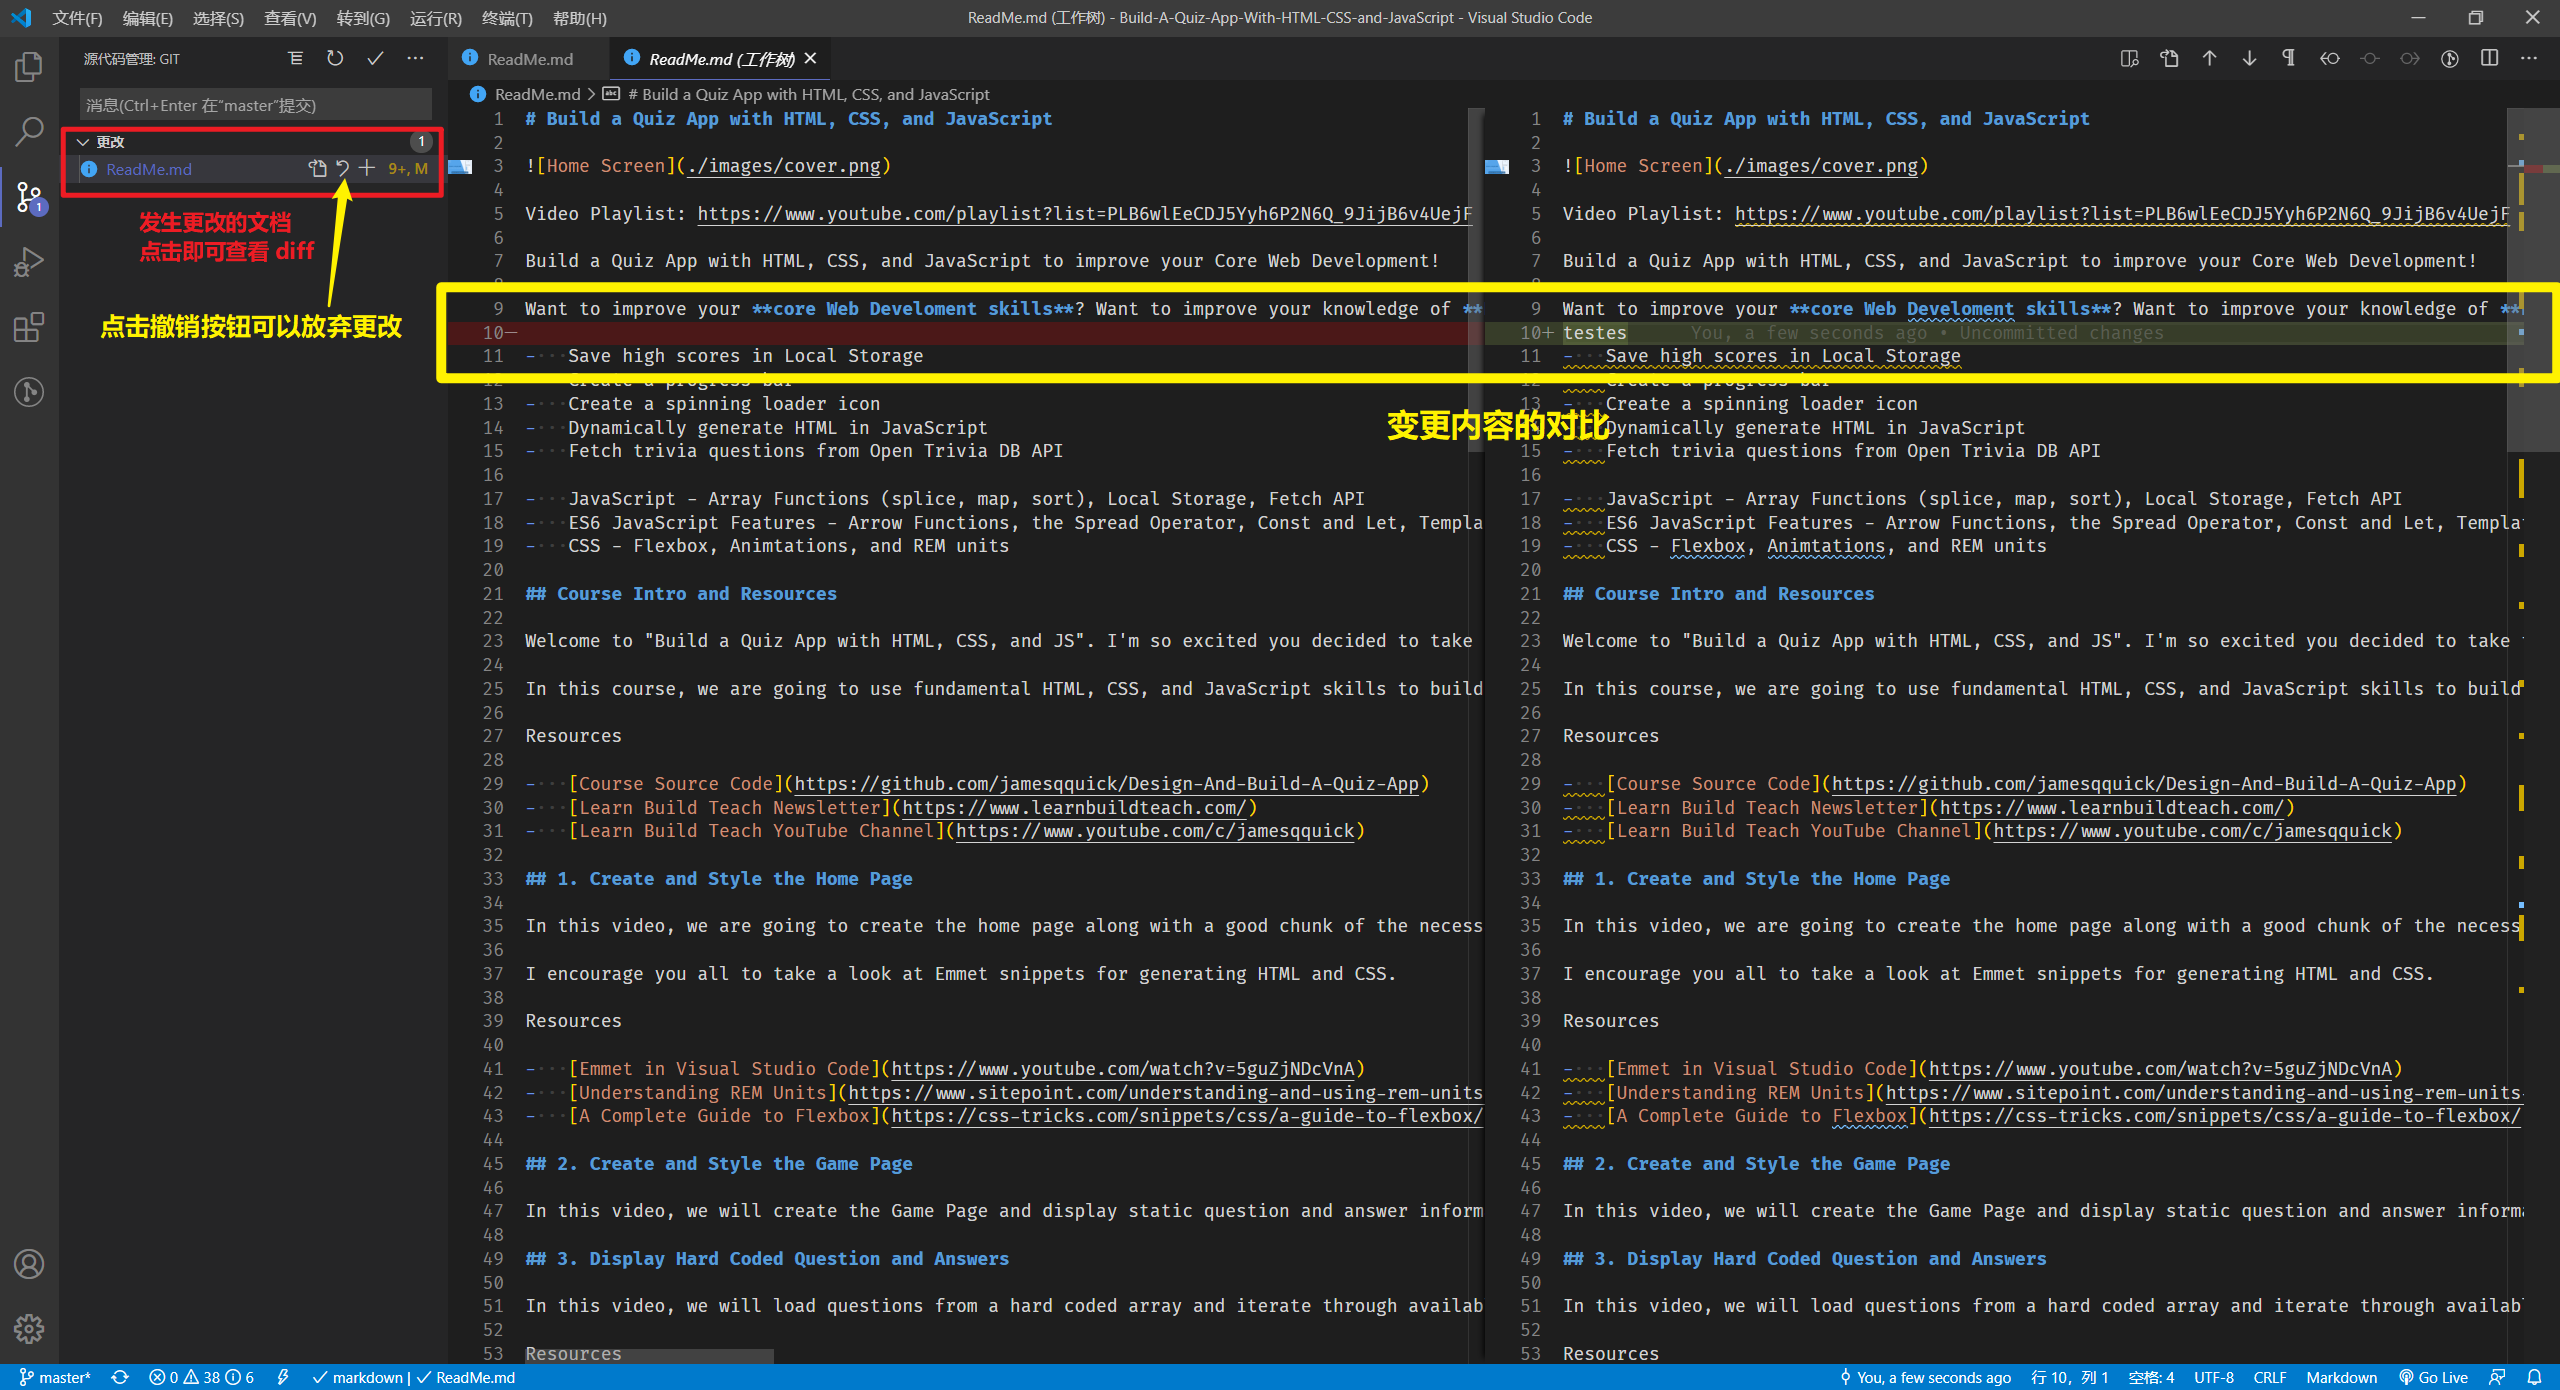 文件(F) 编辑(E) 选择(S) 查看(V) 转到(G) 运行(R) 终端(T) 帮助(H)
ReadMe.md (工作树) - Build-A-Quiz-App-With-HTML-CSS-and-JavaScript - Visual Studio Code
源代码管理: GIT
消息(Ctrl+Enter 在"master"提交)
更改 1
ReadMe.md 9+, M
1
发生更改的文档
点击即可查看 diff
点击撤销按钮可以放弃更改
ReadMe.md
ReadMe.md (工作树)
ReadMe.md > # Build a Quiz App with HTML, CSS, and JavaScript
1 # Build a Quiz App with HTML, CSS, and JavaScript
2
3 ![Home Screen](./images/cover.png)
4
5 Video Playlist: https://www.youtube.com/playlist?list=PLB6wlEeCDJ5Yyh6P2N6Q_9JijB6v4UejF
6
7 Build a Quiz App with HTML, CSS, and JavaScript to improve your Core Web Development!
9 Want to improve your **core Web Develoment skills**? Want to improve your knowledge of **
10—
11 - Save high scores in Local Storage
12 - Create a progress bar
13 - Create a spinning loader icon
14 - Dynamically generate HTML in JavaScript
15 - Fetch trivia questions from Open Trivia DB API
16
17 - JavaScript - Array Functions (splice, map, sort), Local Storage, Fetch API
18 - ES6 JavaScript Features - Arrow Functions, the Spread Operator, Const and Let, Templa
19 - CSS - Flexbox, Animtations, and REM units
20
21 ## Course Intro and Resources
22
23 Welcome to "Build a Quiz App with HTML, CSS, and JS". I'm so excited you decided to take
24
25 In this course, we are going to use fundamental HTML, CSS, and JavaScript skills to build
26
27 Resources
28
29 - [Course Source Code](https://github.com/jamesqquick/Design-And-Build-A-Quiz-App)
30 - [Learn Build Teach Newsletter](https://www.learnbuildteach.com/)
31 - [Learn Build Teach YouTube Channel](https://www.youtube.com/c/jamesqquick)
32
33 ## 1. Create and Style the Home Page
34
35 In this video, we are going to create the home page along with a good chunk of the necess
36
37 I encourage you all to take a look at Emmet snippets for generating HTML and CSS.
38
39 Resources
40
41 - [Emmet in Visual Studio Code](https://www.youtube.com/watch?v=5guZjNDcVnA)
42 - [Understanding REM Units](https://www.sitepoint.com/understanding-and-using-rem-units
43 - [A Complete Guide to Flexbox](https://css-tricks.com/snippets/css/a-guide-to-flexbox/
44
45 ## 2. Create and Style the Game Page
46
47 In this video, we will create the Game Page and display static question and answer inform
48
49 ## 3. Display Hard Coded Question and Answers
50
51 In this video, we will load questions from a hard coded array and iterate through availab
52
53 Resources
变更内容的对比
1 # Build a Quiz App with HTML, CSS, and JavaScript
2
3 ![Home Screen](./images/cover.png)
4
5 Video Playlist: https://www.youtube.com/playlist?list=PLB6wlEeCDJ5Yyh6P2N6Q_9JijB6v4UejF
6
7 Build a Quiz App with HTML, CSS, and JavaScript to improve your Core Web Development!
9 Want to improve your **core Web Develoment skills**? Want to improve your knowledge of **
10+ testes You, a few seconds ago • Uncommitted changes
11 - Save high scores in Local Storage
12 - Create a progress bar
13 - Create a spinning loader icon
Dynamically generate HTML in JavaScript
15 - Fetch trivia questions from Open Trivia DB API
16
17 - JavaScript - Array Functions (splice, map, sort), Local Storage, Fetch API
18 - ES6 JavaScript Features - Arrow Functions, the Spread Operator, Const and Let, Templa
19 - CSS - Flexbox, Animtations, and REM units
20
21 ## Course Intro and Resources
22
23 Welcome to "Build a Quiz App with HTML, CSS, and JS". I'm so excited you decided to take
24
25 In this course, we are going to use fundamental HTML, CSS, and JavaScript skills to build
26
27 Resources
28
29 - [Course Source Code](https://github.com/jamesqquick/Design-And-Build-A-Quiz-App)
30 - [Learn Build Teach Newsletter](https://www.learnbuildteach.com/)
31 - [Learn Build Teach YouTube Channel](https://www.youtube.com/c/jamesqquick)
32
33 ## 1. Create and Style the Home Page
34
35 In this video, we are going to create the home page along with a good chunk of the necess
36
37 I encourage you all to take a look at Emmet snippets for generating HTML and CSS.
38
39 Resources
40
41 - [Emmet in Visual Studio Code](https://www.youtube.com/watch?v=5guZjNDcVnA)
42 - [Understanding REM Units](https://www.sitepoint.com/understanding-and-using-rem-units
43 - [A Complete Guide to Flexbox](https://css-tricks.com/snippets/css/a-guide-to-flexbox/
44
45 ## 2. Create and Style the Game Page
46
47 In this video, we will create the Game Page and display static question and answer inform
48
49 ## 3. Display Hard Coded Question and Answers
50
51 In this video, we will load questions from a hard coded array and iterate through availab
52
53 Resources
master* 0 38 6 markdown | ReadMe.md
You, a few seconds ago 行 10，列 1 空格: 4 UTF-8 CRLF Markdown Go Live